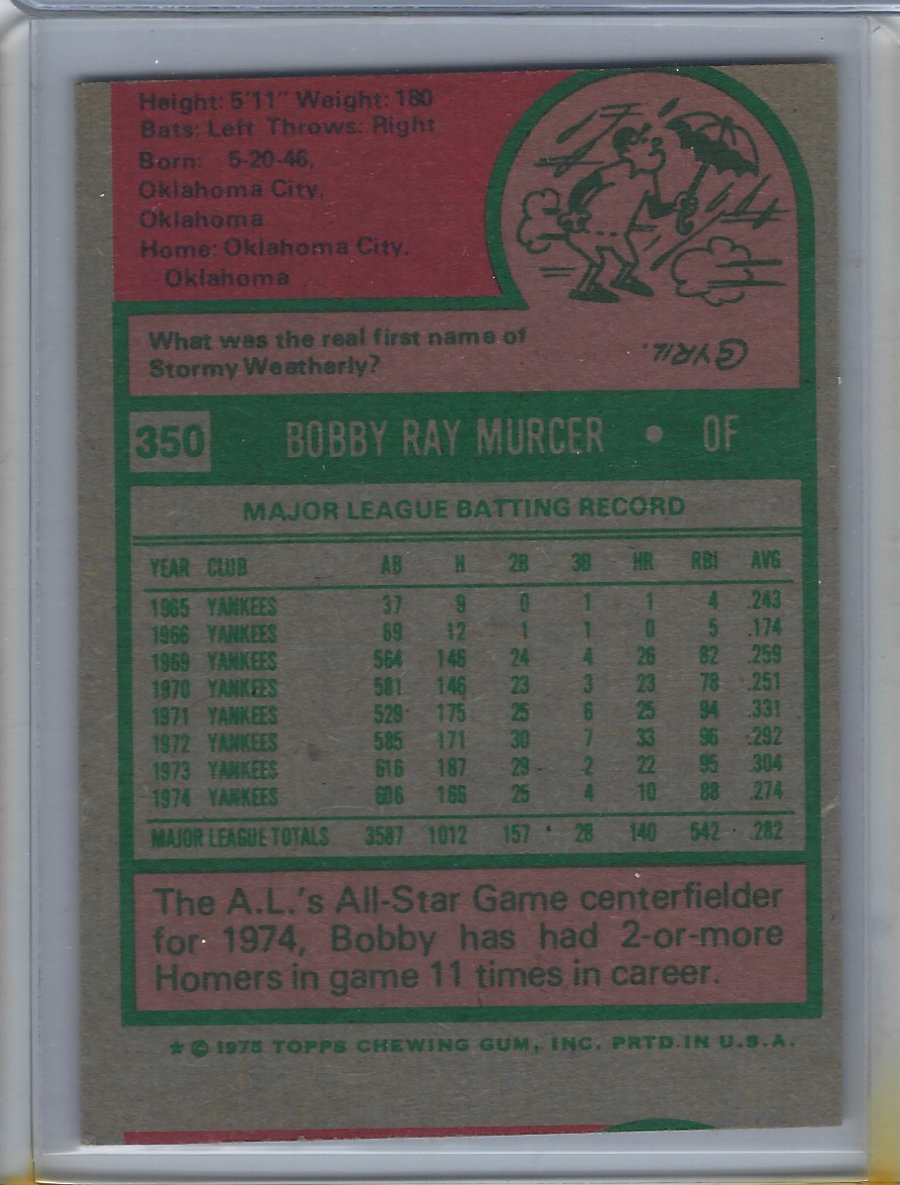 Height: 5'11" Weight: 180
Bats: Left Throws: Right
Born: 5-20-46,
Oklahoma City,
Oklahoma
Home: Oklahoma City,
Oklahoma
What was the real first name of
Stormy Weatherly?
CYRIL.
350 BOBBY RAY MURCER • OF
MAJOR LEAGUE BATTING RECORD
YEAR CLUB AB H 2B 3B HR RBI AVG
1965 YANKEES 37 9 0 1 1 4 .243
1966 YANKEES 69 12 1 1 0 5 .174
1969 YANKEES 564 146 24 4 26 82 .259
1970 YANKEES 581 146 23 3 23 78 .251
1971 YANKEES 529 175 25 6 25 94 .331
1972 YANKEES 585 171 30 7 33 96 .292
1973 YANKEES 616 187 29 2 22 95 .304
1974 YANKEES 606 166 25 4 10 88 .274
MAJOR LEAGUE TOTALS 3587 1012 157 28 140 542 .282
The A.L.'s All-Star Game centerfielder
for 1974, Bobby has had 2-or-more
Homers in game 11 times in career.
* © 1975 TOPPS CHEWING GUM, INC. PRTD. IN U.S.A.